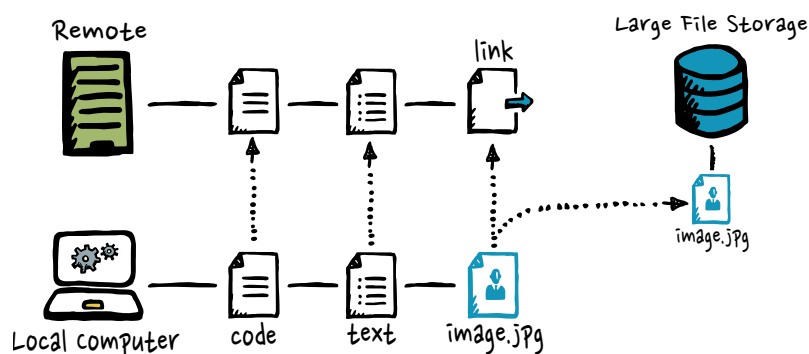 Remote
link
Large File Storage
image.jpg
Local computer
code
text
image.jpg